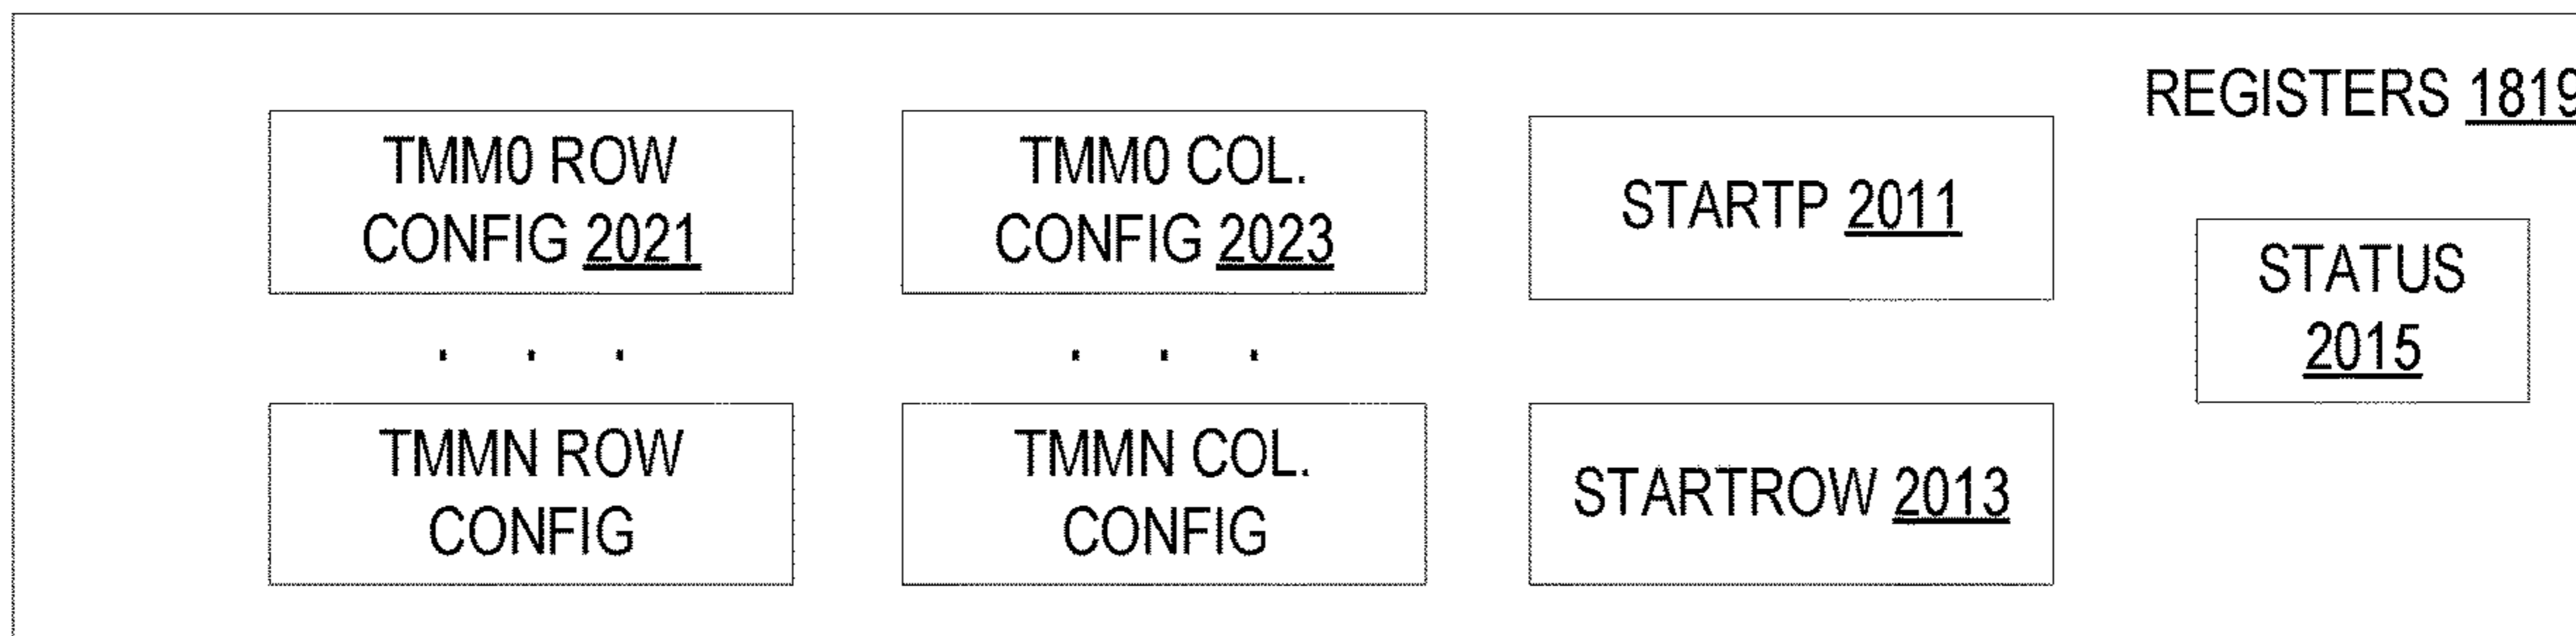 REGISTERS 1819
TMM0 ROW
CONFIG 2021
TMM0 COL.
CONFIG 2023
STARTP 2011
STATUS
2015
. . .
. . .
TMMN ROW
CONFIG
TMMN COL.
CONFIG
STARTROW 2013